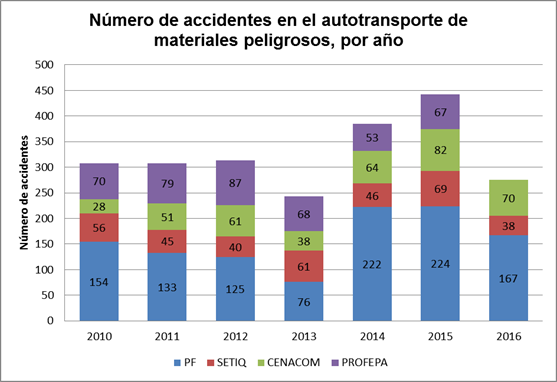 Número de accidentes en el autotransporte de
materiales peligrosos, por año
Número de accidentes
500
450
400
350
300
250
200
150
100
50
0
70 79 87 68 53 67
28 51 61 38 64 82 70
56 45 40 61 46 69 38
154 133 125 76 222 224 167
2010 2011 2012 2013 2014 2015 2016
PF SETIQ CENACOM PROFEPA